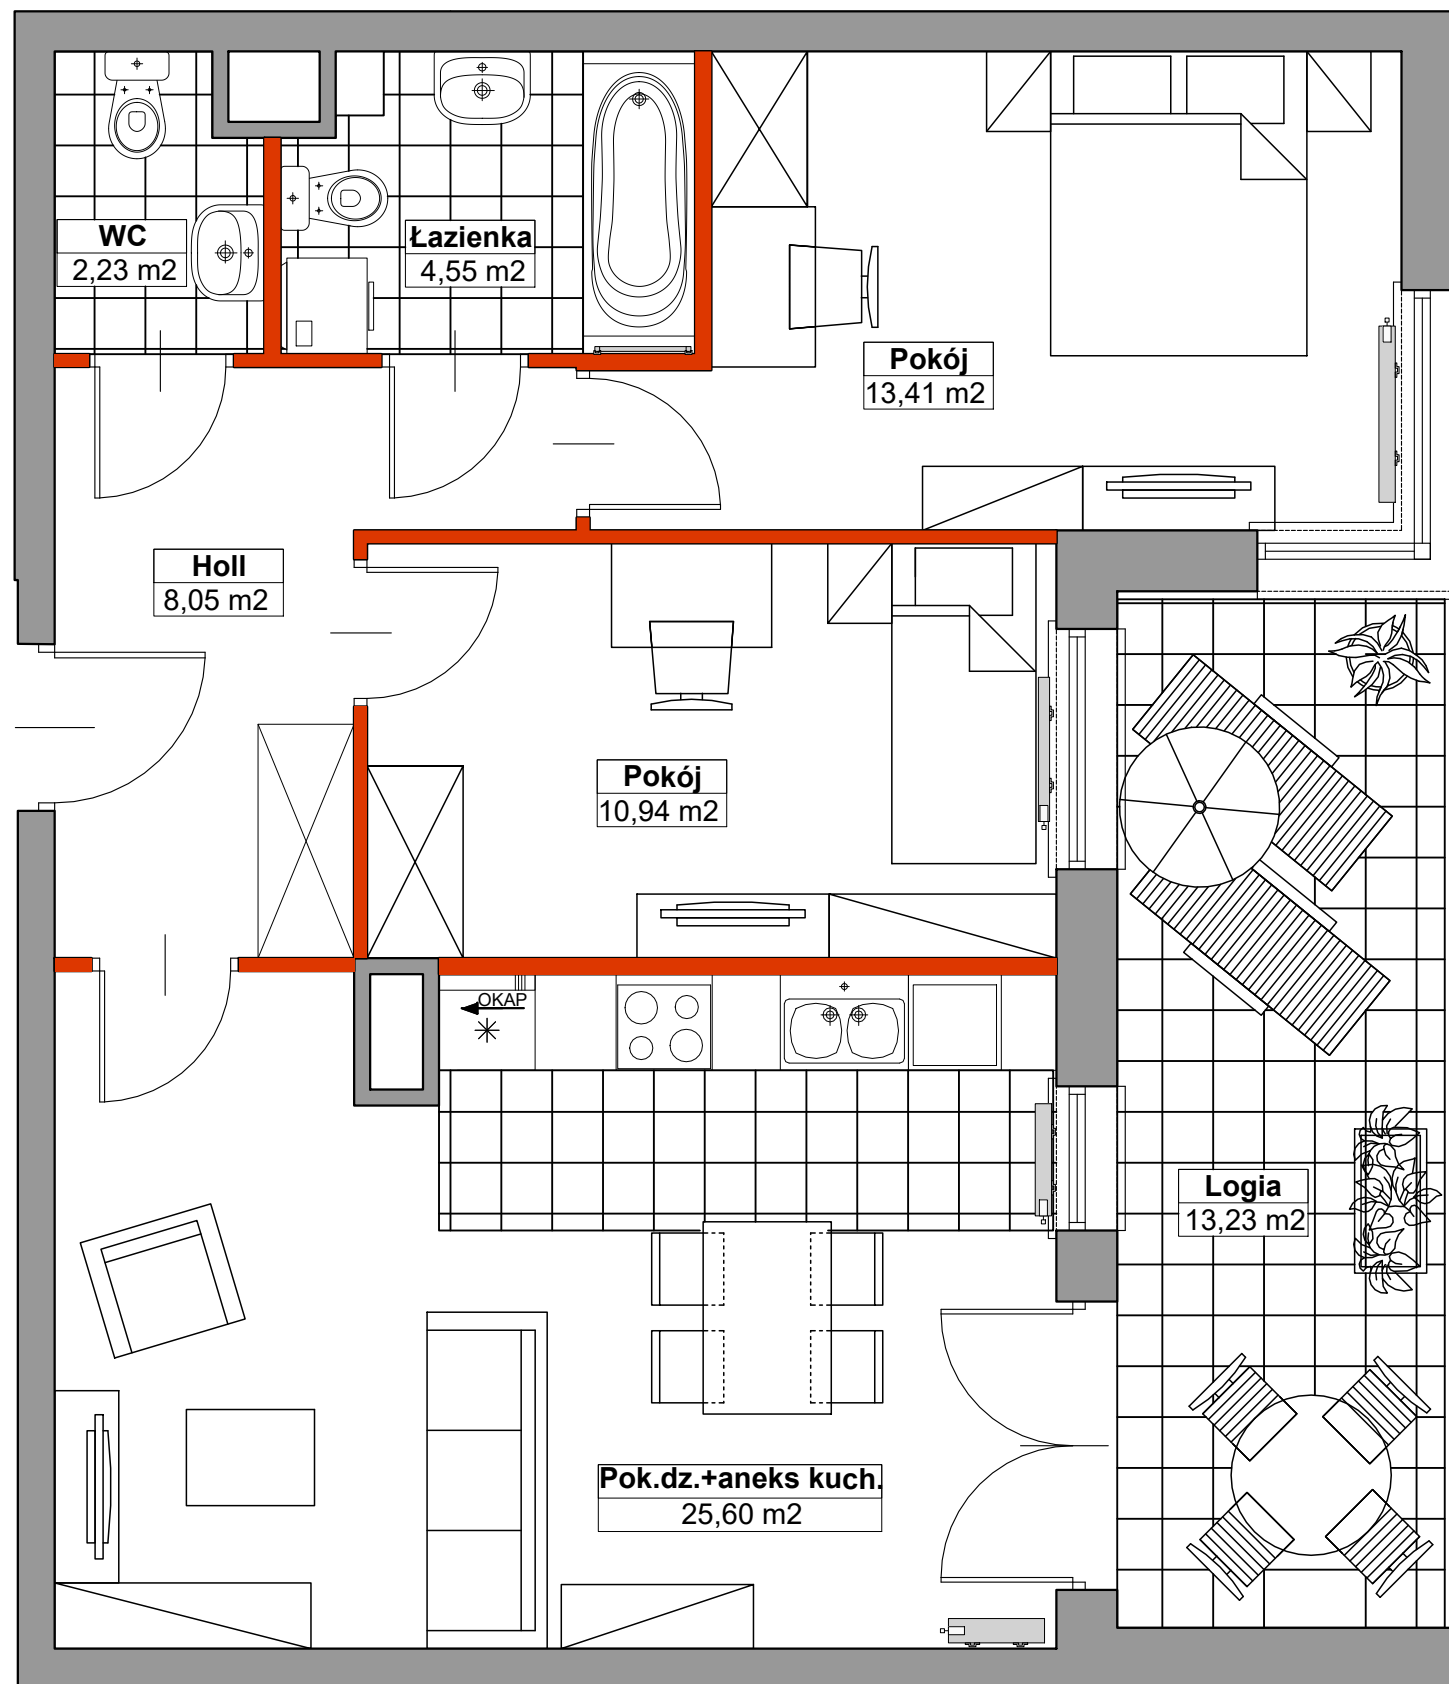 WC
2,23 m2
Łazienka
4,55 m2
Pokój
13,41 m2
Holl
8,05 m2
Pokój
10,94 m2
OKAP
Logia
13,23 m2
Pok.dz.+aneks kuch.
25,60 m2